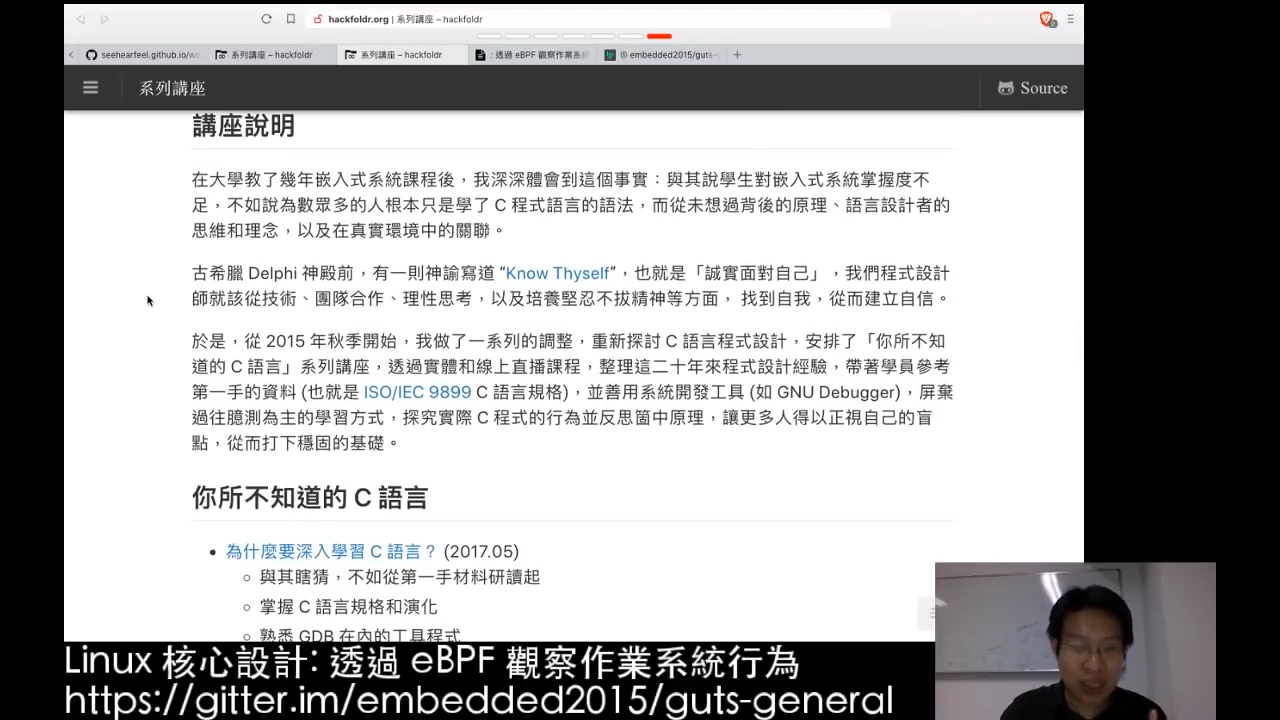 hackfoldr.org | 系列講座 – hackfoldr
seehearfeel.github.io/wo
系列講座 – hackfoldr
系列講座 – hackfoldr
: 透過 eBPF 觀察作業系統
embedded2015/guts-
系列講座
Source
講座說明
在大學教了幾年嵌入式系統課程後，我深深體會到這個事實：與其說學生對嵌入式系統掌握度不
足，不如說為數眾多的人根本只是學了 C 程式語言的語法，而從未想過背後的原理、語言設計者的
思維和理念，以及在真實環境中的關聯。
古希臘 Delphi 神殿前，有一則神諭寫道 “Know Thyself”，也就是「誠實面對自己」，我們程式設計
師就該從技術、團隊合作、理性思考，以及培養堅忍不拔精神等方面， 找到自我，從而建立自信。
於是，從 2015 年秋季開始，我做了一系列的調整，重新探討 C 語言程式設計，安排了「你所不知
道的 C 語言」系列講座，透過實體和線上直播課程，整理這二十年來程式設計經驗，帶著學員參考
第一手的資料 (也就是 ISO/IEC 9899 C 語言規格)，並善用系統開發工具 (如 GNU Debugger)，屏棄
過往臆測為主的學習方式，探究實際 C 程式的行為並反思箇中原理，讓更多人得以正視自己的盲
點，從而打下穩固的基礎。
你所不知道的 C 語言
• 為什麼要深入學習 C 語言？ (2017.05)
◦ 與其瞎猜，不如從第一手材料研讀起
◦ 掌握 C 語言規格和演化
◦ 熟悉 GDB 在內的工具程式
Linux 核心設計: 透過 eBPF 觀察作業系統行為
https://gitter.im/embedded2015/guts-general